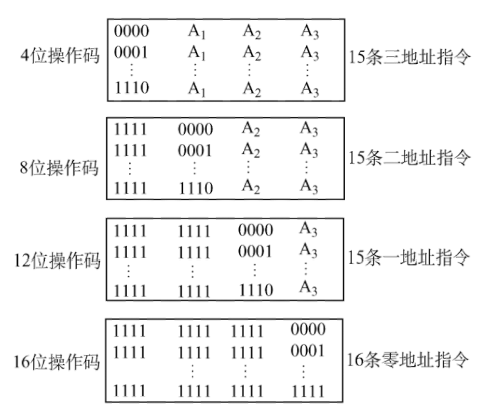 0000 A₁ A₂ A₃
0001 A₁ A₂ A₃
4位操作码 ⋮ ⋮ ⋮ ⋮ 15条三地址指令
1110 A₁ A₂ A₃
1111 0000 A₂ A₃
1111 0001 A₂ A₃
8位操作码 ⋮ ⋮ ⋮ ⋮ 15条二地址指令
1111 1110 A₂ A₃
1111 1111 0000 A₃
1111 1111 0001 A₃
12位操作码 ⋮ ⋮ ⋮ ⋮ 15条一地址指令
1111 1111 1110 A₃
1111 1111 1111 0000
1111 1111 1111 0001
16位操作码 ⋮ ⋮ ⋮ 16条零地址指令
1111 1111 1111 1111